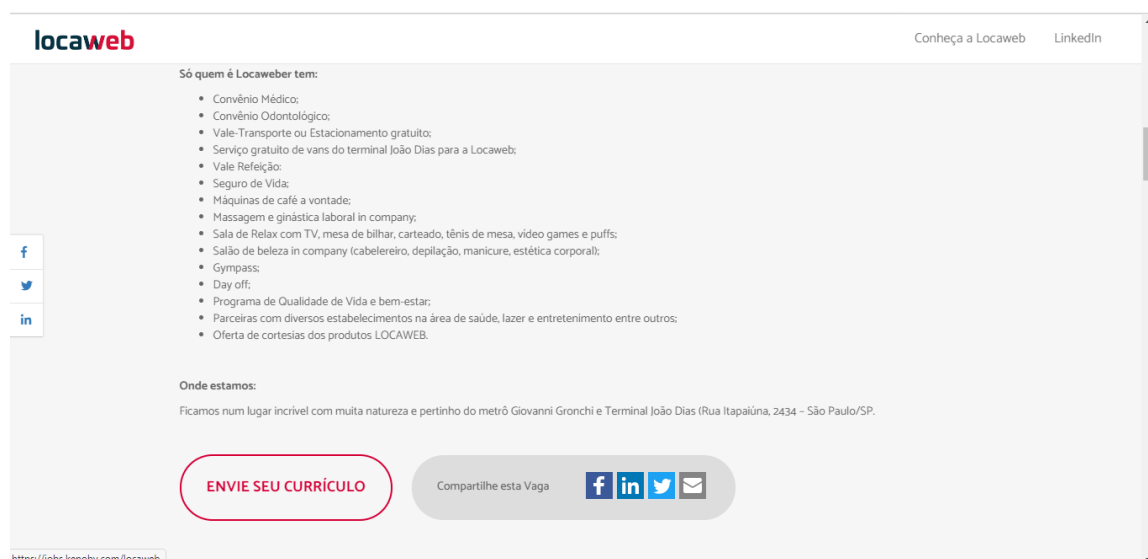 locaweb
Conheça a Locaweb LinkedIn
Só quem é Locaweber tem:
Convênio Médico;
Convênio Odontológico;
Vale-Transporte ou Estacionamento gratuito;
Serviço gratuito de vans do terminal João Dias para a Locaweb;
Vale Refeição:
Seguro de Vida;
Máquinas de café a vontade;
Massagem e ginástica laboral in company;
Sala de Relax com TV, mesa de bilhar, carteado, tênis de mesa, video games e puffs;
Salão de beleza in company (cabelereiro, depilação, manicure, estética corporal);
Gympass;
Day off;
Programa de Qualidade de Vida e bem-estar;
Parceiras com diversos estabelecimentos na área de saúde, lazer e entretenimento entre outros;
Oferta de cortesias dos produtos LOCAWEB.
Onde estamos:
Ficamos num lugar incrível com muita natureza e pertinho do metrô Giovanni Gronchi e Terminal João Dias (Rua Itapaiúna, 2434 – São Paulo/SP.
ENVIE SEU CURRÍCULO
Compartilhe esta Vaga
https://jobs.kenoby.com/locaweb